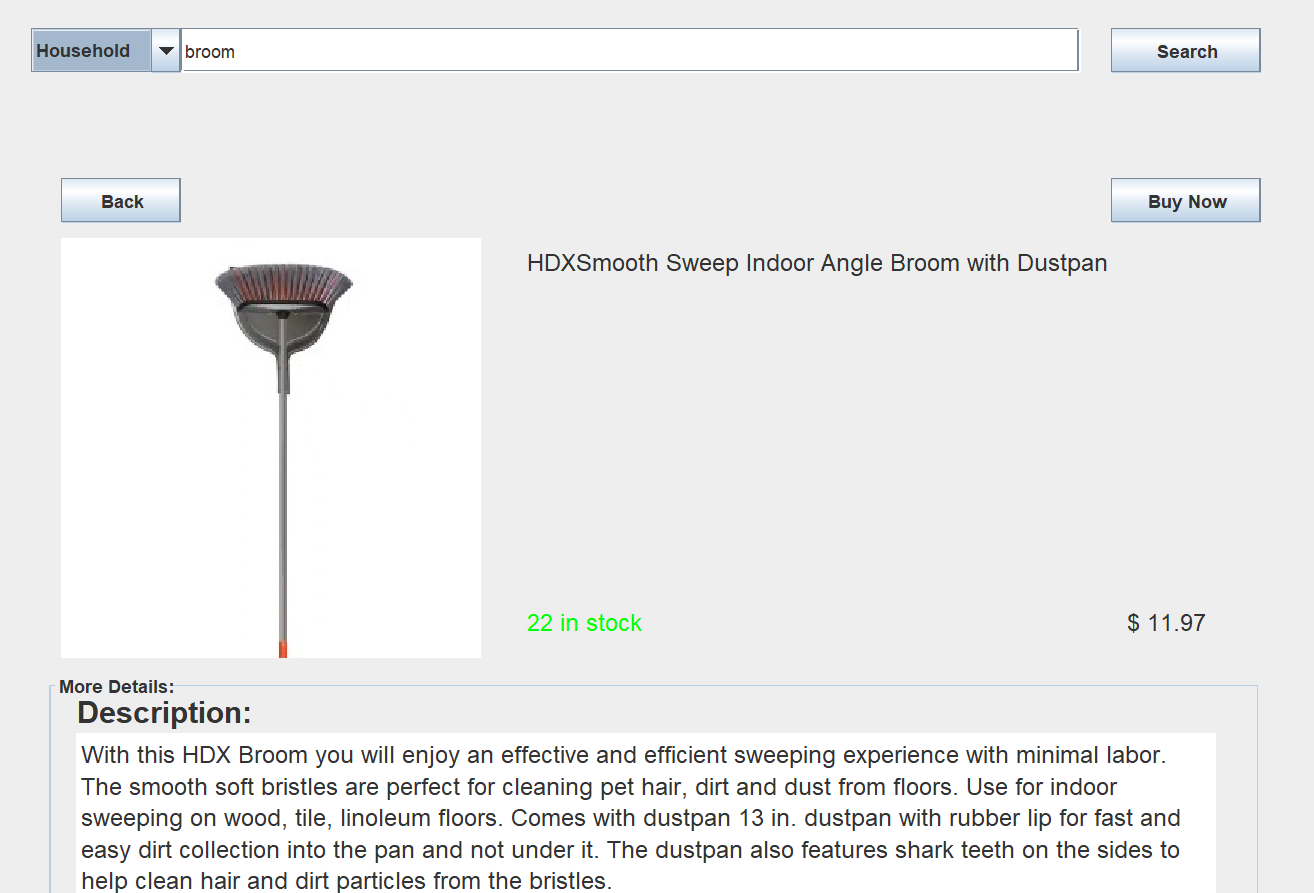 Household
broom
Search
Back
Buy Now
HDXSmooth Sweep Indoor Angle Broom with Dustpan
22 in stock
$ 11.97
More Details:
Description:
With this HDX Broom you will enjoy an effective and efficient sweeping experience with minimal labor.
The smooth soft bristles are perfect for cleaning pet hair, dirt and dust from floors. Use for indoor
sweeping on wood, tile, linoleum floors. Comes with dustpan 13 in. dustpan with rubber lip for fast and
easy dirt collection into the pan and not under it. The dustpan also features shark teeth on the sides to
help clean hair and dirt particles from the bristles.